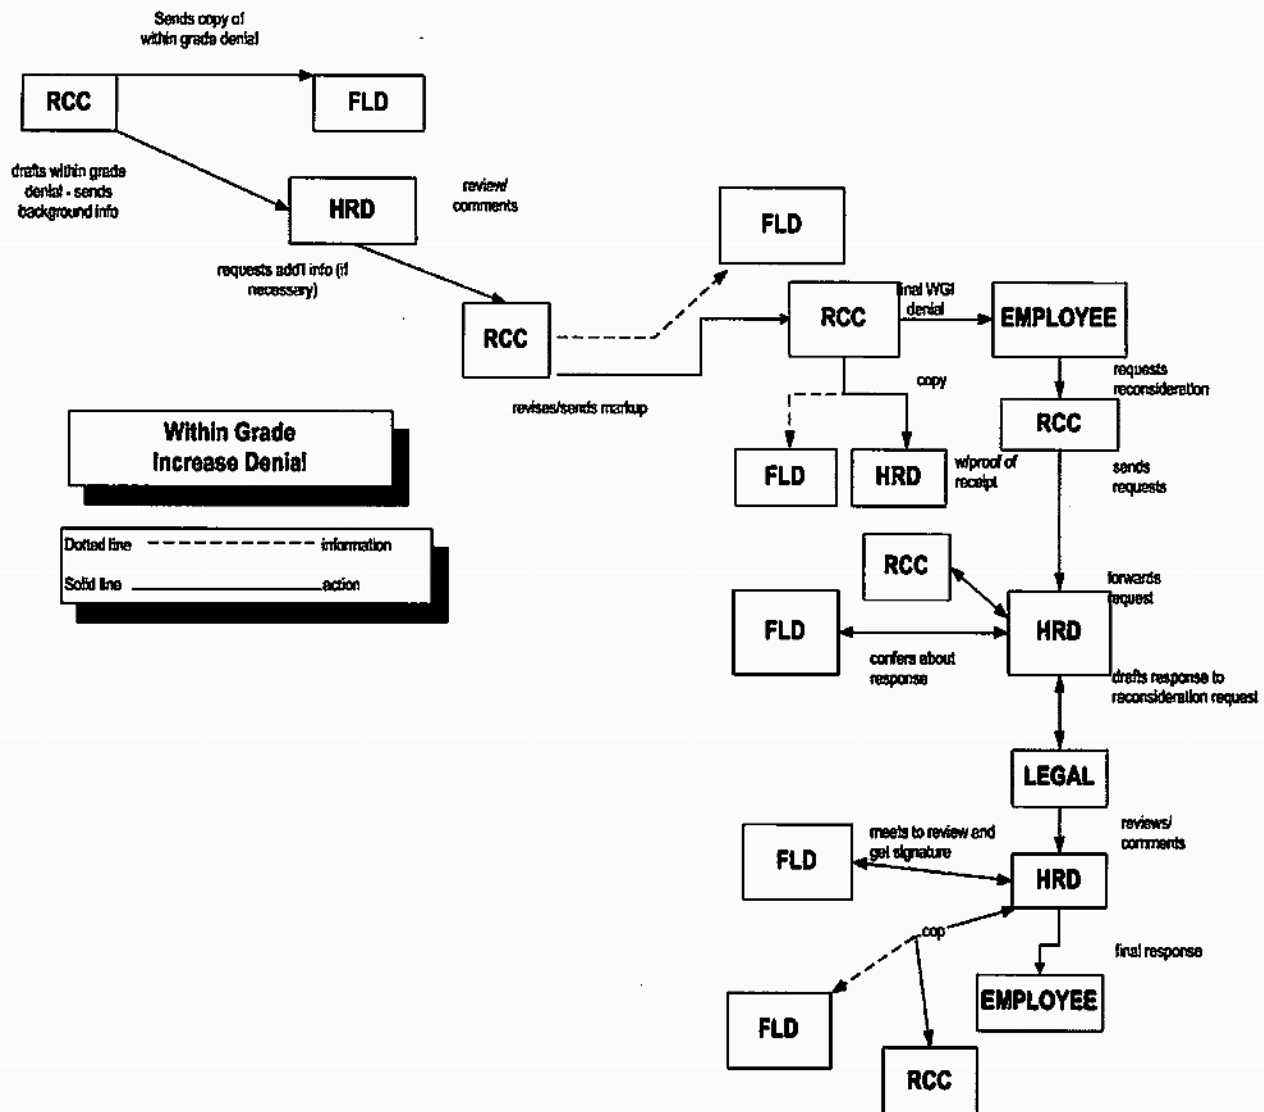 Sends copy of
within grade denial
RCC
FLD
drafts within grade
denial - sends
background info
HRD
review/
comments
requests add'l info (if
necessary)
RCC
FLD
revises/sends markup
RCC
final WGI
denial
EMPLOYEE
requests
reconsideration
copy
RCC
FLD
HRD
w/proof of
receipt
sends
requests
Within Grade
Increase Denial
Dotted line
information
Solid line
action
RCC
forwards
request
FLD
HRD
confers about
response
drafts response to
reconsideration request
LEGAL
reviews/
comments
FLD
meets to review and
get signature
HRD
cop
final response
EMPLOYEE
FLD
RCC